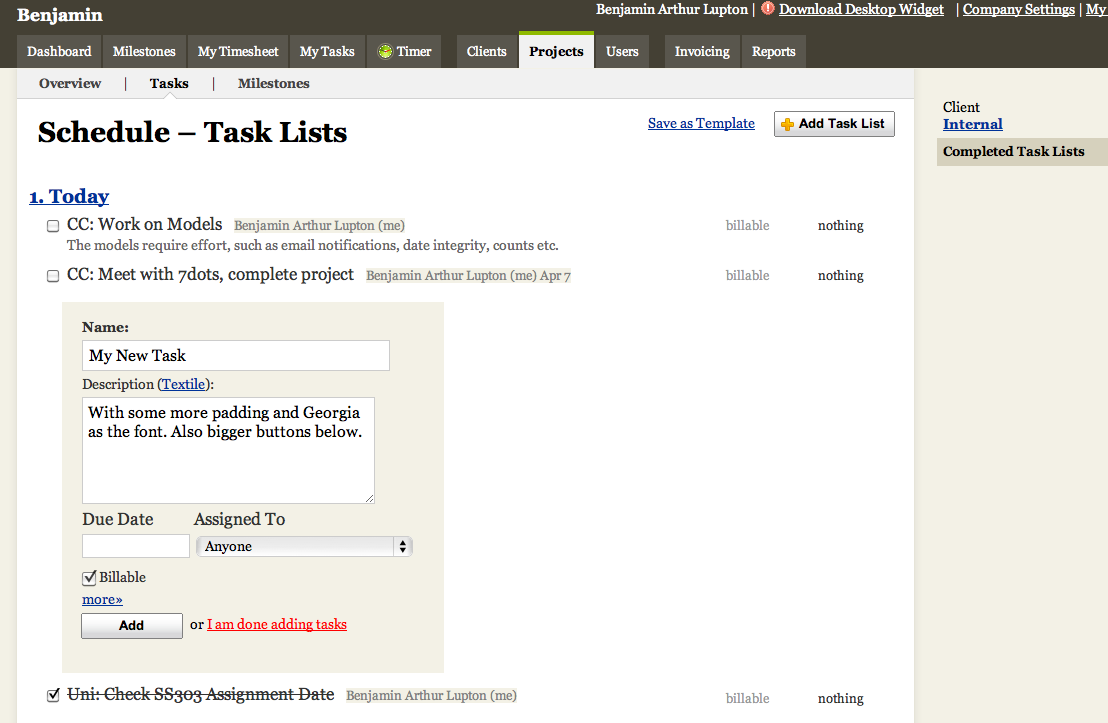 Benjamin
Benjamin Arthur Lupton | Download Desktop Widget | Company Settings | My
Dashboard Milestones My Timesheet My Tasks Timer Clients Projects Users Invoicing Reports
Overview | Tasks | Milestones
Schedule – Task Lists
Save as Template
Add Task List
Client
Internal
Completed Task Lists
1. Today
CC: Work on Models Benjamin Arthur Lupton (me) billable nothing
The models require effort, such as email notifications, date integrity, counts etc.
CC: Meet with 7dots, complete project Benjamin Arthur Lupton (me) Apr 7 billable nothing
Name:
My New Task
Description (Textile):
With some more padding and Georgia
as the font. Also bigger buttons below.
Due Date Assigned To
Anyone
Billable
more»
Add or I am done adding tasks
Uni: Check SS303 Assignment Date Benjamin Arthur Lupton (me) billable nothing